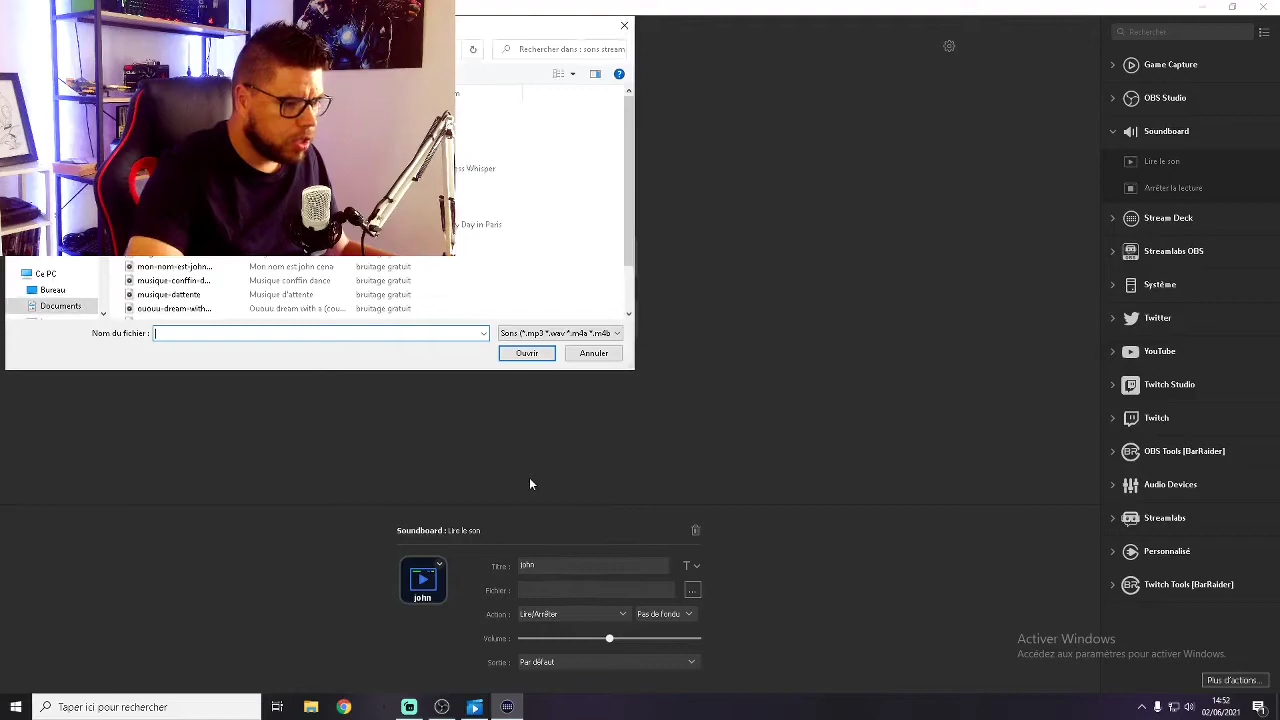 Rechercher dans : sons stream
Rechercher
Game Capture
OBS Studio
Soundboard
Lire le son
Arrêter la lecture
Stream Deck
Streamlabs OBS
Système
Twitter
YouTube
Twitch Studio
Twitch
OBS Tools [BarRaider]
Audio Devices
Streamlabs
Personnalisé
Twitch Tools [BarRaider]
ess Whisper
y Day in Paris
Ce PC
Bureau
Documents
mon-nom-est-john... Mon nom est john cena bruitage gratuit
musique-conffin-d... Musique conffin dance bruitage gratuit
musique-dattente Musique d'attente bruitage gratuit
ououu-dream-with... Ououu dream with a (cou... bruitage gratuit
Nom du fichier : Sons (*.mp3 *.wav *.m4a *.m4b
Ouvrir Annuler
Soundboard : Lire le son
john
Titre : john
T
Fichier : ...
Action : Lire/Arrêter Pas de fondu
Volume :
Sortie : Par défaut
Activer Windows
Accédez aux paramètres pour activer Windows.
Plus d'actions...
Taper ici pour rechercher
14:52
02/06/2021